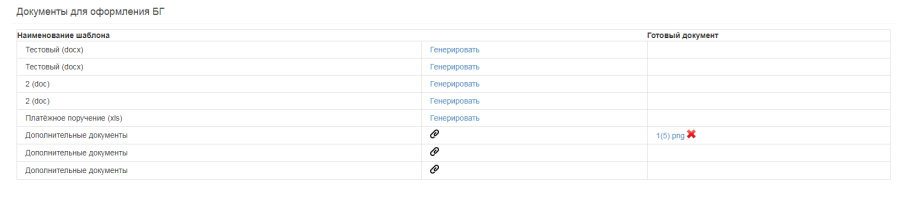 Документы для оформления БГ
Наименование шаблона Готовый документ
Тестовый (docx) Генерировать
Тестовый (docx) Генерировать
2 (doc) Генерировать
2 (doc) Генерировать
Платёжное поручение (xls) Генерировать
Дополнительные документы 1(5).png
Дополнительные документы
Дополнительные документы